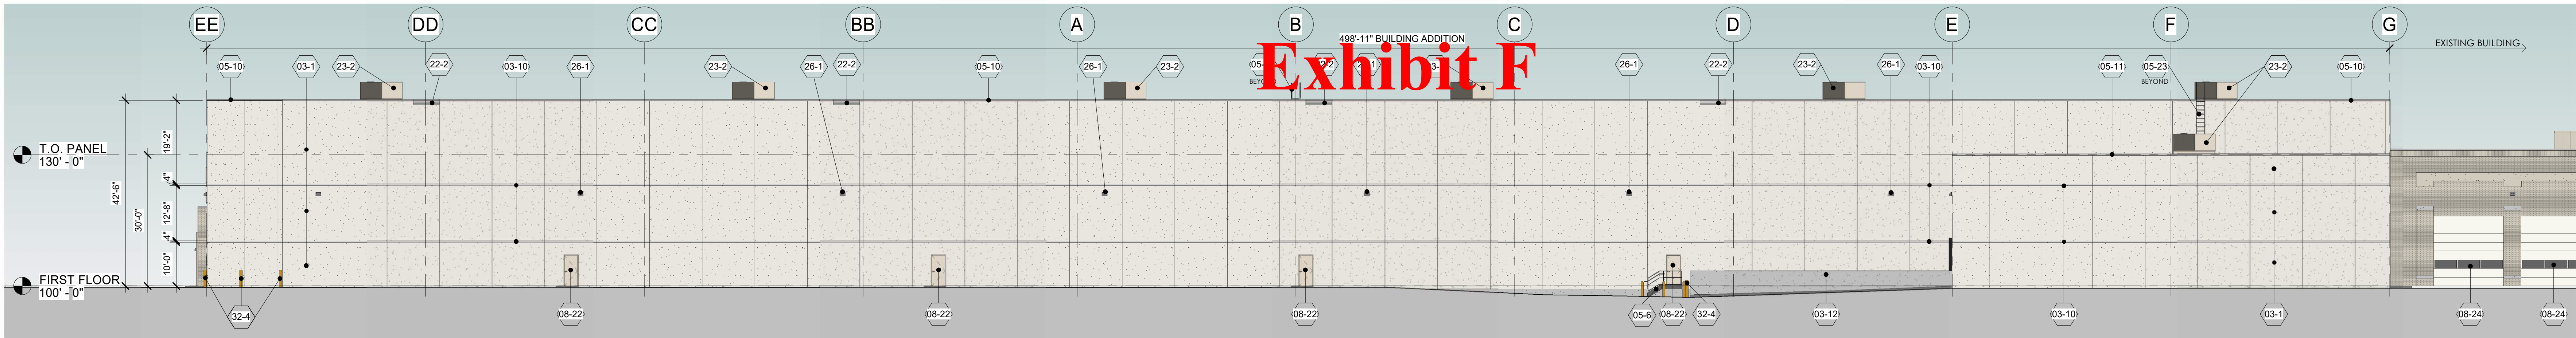 EE DD CC BB A B C D E F G
498'-11" BUILDING ADDITION
EXISTING BUILDING
Exhibit F
05-10 03-1 23-2 22-2 03-10 26-1 23-2 26-1 22-2 05-10 26-1 23-2 26-1 22-2 23-2 26-1 03-10 05-11 05-23 23-2 05-10
BEYOND BEYOND
T.O. PANEL
130' - 0"
42'-6"
30'-0"
19'-2"
4"
12'-8"
4"
10'-0"
FIRST FLOOR
100' - 0"
32-4 08-22 08-22 08-22 05-6 08-22 32-4 03-12 03-10 03-1 08-24 08-24